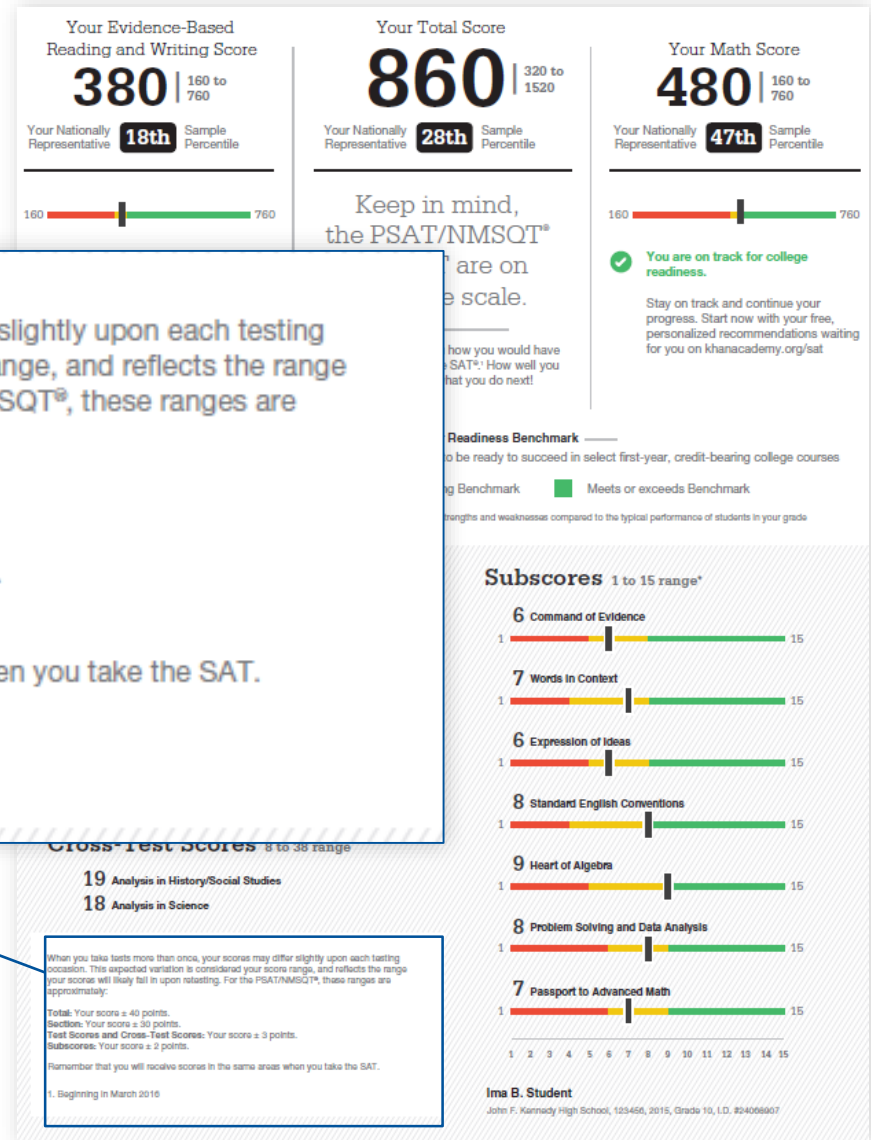 Your Evidence-Based
Reading and Writing Score
380 | 160 to
760
Your Nationally
Representative
18th
Sample
Percentile
160
760
Your Total Score
860 | 320 to
1520
Your Nationally
Representative
28th
Sample
Percentile
Keep in mind,
the PSAT/NMSQT®
are on
scale.
how you would have
SAT®.¹ How well you
you do next!
Your Math Score
480 | 160 to
760
Your Nationally
Representative
47th
Sample
Percentile
160
760
You are on track for college
readiness.
Stay on track and continue your
progress. Start now with your free,
personalized recommendations waiting
for you on khanacademy.org/sat
slightly upon each testing
ange, and reflects the range
SQT®, these ranges are
en you take the SAT.
Readiness Benchmark
to be ready to succeed in select first-year, credit-bearing college courses
g Benchmark
Meets or exceeds Benchmark
trengths and weaknesses compared to the typical performance of students in your grade
Cross-Test Scores 8 to 38 range
19 Analysis in History/Social Studies
18 Analysis in Science
When you take tests more than once, your scores may differ slightly upon each testing
occasion. This expected variation is considered your score range, and reflects the range
your scores will likely fall in upon retesting. For the PSAT/NMSQT®, these ranges are
approximately:
Total: Your score ± 40 points.
Section: Your score ± 30 points.
Test Scores and Cross-Test Scores: Your score ± 3 points.
Subscores: Your score ± 2 points.
Remember that you will receive scores in the same areas when you take the SAT.
1. Beginning in March 2016
Subscores 1 to 15 range*
6 Command of Evidence
1
15
7 Words in Context
1
15
6 Expression of Ideas
1
15
8 Standard English Conventions
1
15
9 Heart of Algebra
1
15
8 Problem Solving and Data Analysis
1
15
7 Passport to Advanced Math
1
15
1 2 3 4 5 6 7 8 9 10 11 12 13 14 15
Ima B. Student
John F. Kennedy High School, 123456, 2015, Grade 10, I.D. #24068907